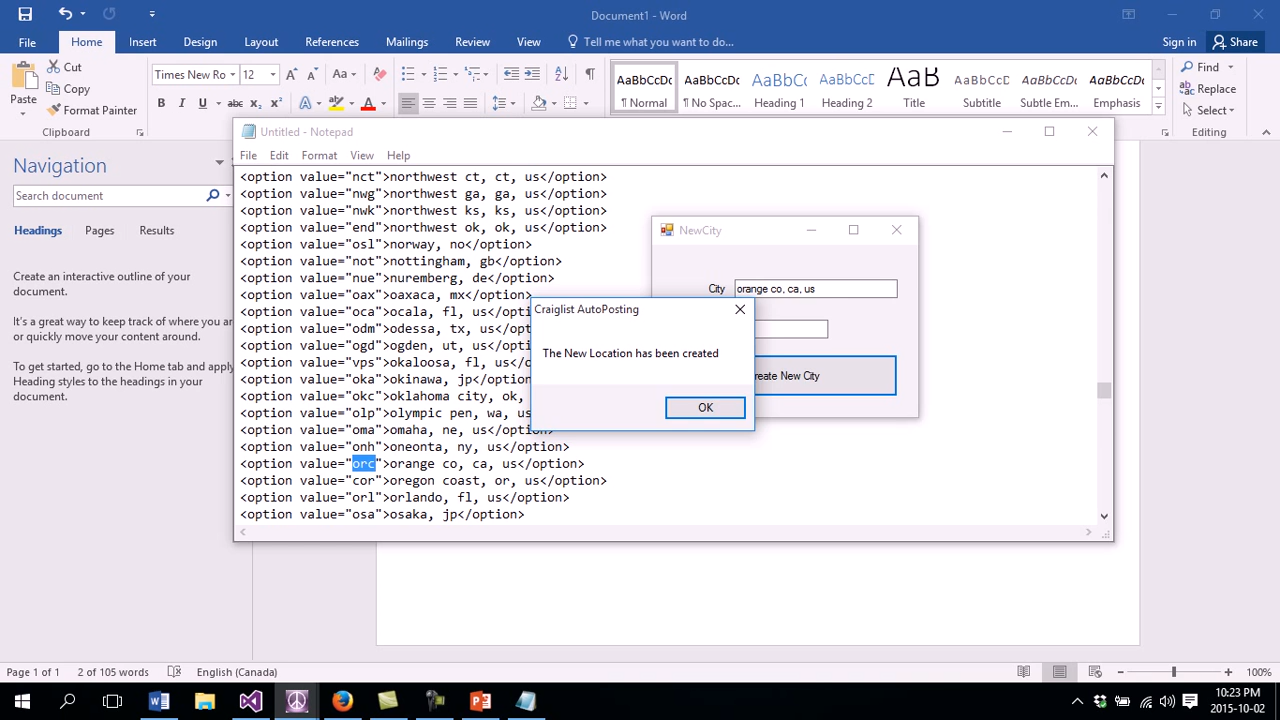 Document1 - Word
File Home Insert Design Layout References Mailings Review View Tell me what you want to do... Sign in Share
Paste
Cut
Copy
Format Painter
Clipboard
Times New Ro 12 Aa
B I U abc x₂ x² A A
AaBbCcDc AaBbCcDc AaBbCc AaBbCcC AaB AaBbCcD AaBbCcDc AaBbCcDc
¶ Normal ¶ No Spac... Heading Heading 2 Title Subtitle Subtle Em... Emphasis
Find
Replace
Select
Editing
Navigation
Search document
Headings Pages Results
Create an interactive outline of your
document.
It's a great way to keep track of where you are
or quickly move your content around.
To get started, go to the Home tab and apply
Heading styles to the headings in your
document.
Untitled - Notepad
File Edit Format View Help
<option value="nct">northwest ct, ct, us</option>
<option value="nwg">northwest ga, ga, us</option>
<option value="nwk">northwest ks, ks, us</option>
<option value="end">northwest ok, ok, us</option>
<option value="osl">norway, no</option>
<option value="not">nottingham, gb</option>
<option value="nue">nuremberg, de</option>
<option value="oax">oaxaca, mx</option>
<option value="oca">ocala, fl, us</opti
<option value="odm">odessa, tx, us</opt
<option value="ogd">ogden, ut, us</opti
<option value="vps">okaloosa, fl, us</o
<option value="oka">okinawa, jp</option
<option value="okc">oklahoma city, ok,
<option value="olp">olympic pen, wa, us
<option value="oma">omaha, ne, us</option>
<option value="onh">oneonta, ny, us</option>
<option value="orc">orange co, ca, us</option>
<option value="cor">oregon coast, or, us</option>
<option value="orl">orlando, fl, us</option>
<option value="osa">osaka, jp</option>
NewCity
City orange co, ca, us
reate New City
Craiglist AutoPosting
The New Location has been created
OK
Page 1 of 1 2 of 105 words English (Canada) 100%
10:23 PM
2015-10-02